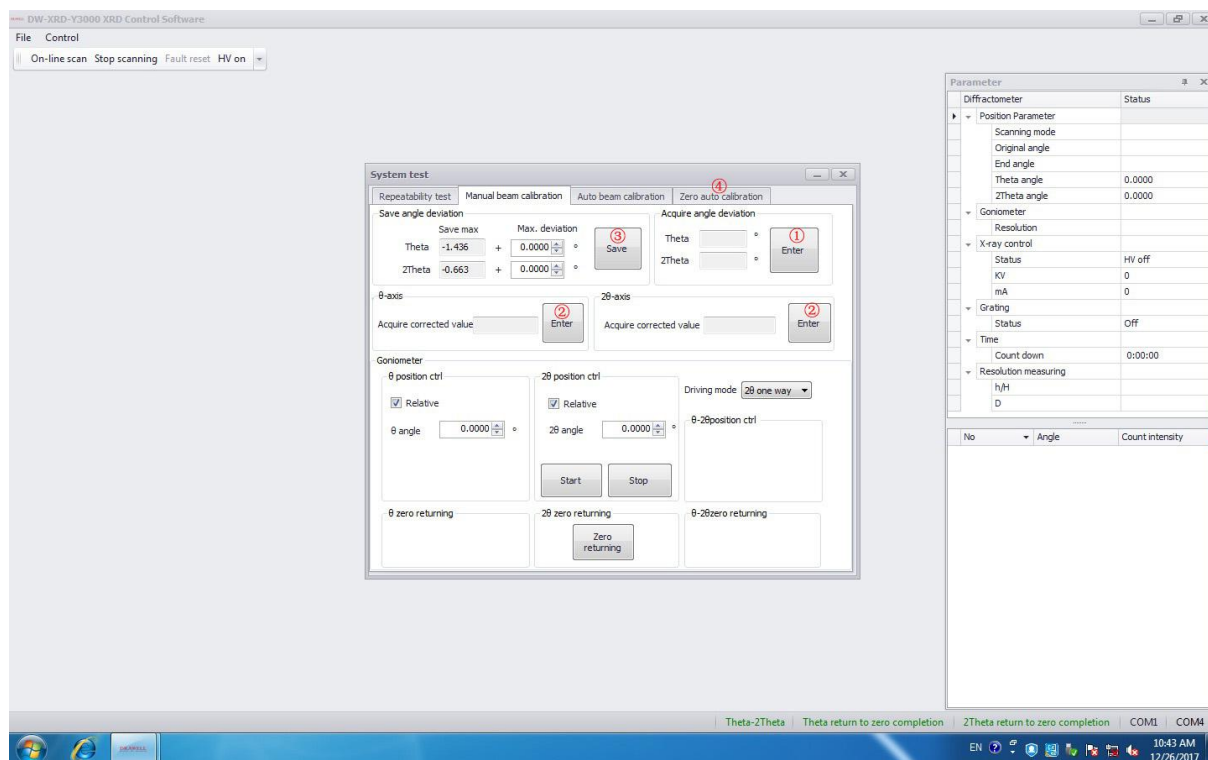 DW-XRD-Y3000 XRD Control Software
File Control
On-line scan Stop scanning Fault reset HV on
Parameter
Diffractometer Status
Position Parameter
Scanning mode
Original angle
End angle
Theta angle 0.0000
2Theta angle 0.0000
Goniometer
Resolution
X-ray control
Status HV off
KV 0
mA 0
Grating
Status Off
Time
Count down 0:00:00
Resolution measuring
h/H
D
No Angle Count intensity
System test
④
Repeatability test Manual beam calibration Auto beam calibration Zero auto calibration
Save angle deviation
Save max Max. deviation
Theta -1.436 + 0.0000 °
2Theta -0.663 + 0.0000 °
③
Save
Acquire angle deviation
Theta °
2Theta °
①
Enter
θ-axis
Acquire corrected value
②
Enter
2θ-axis
Acquire corrected value
②
Enter
Goniometer
θ position ctrl
Relative
θ angle 0.0000 °
2θ position ctrl
Relative
2θ angle 0.0000 °
Start Stop
Driving mode 2θ one way
θ-2θposition ctrl
θ zero returning
2θ zero returning
Zero
returning
θ-2θzero returning
Theta-2Theta Theta return to zero completion 2Theta return to zero completion COM1 COM4
EN 10:43 AM
12/26/2017